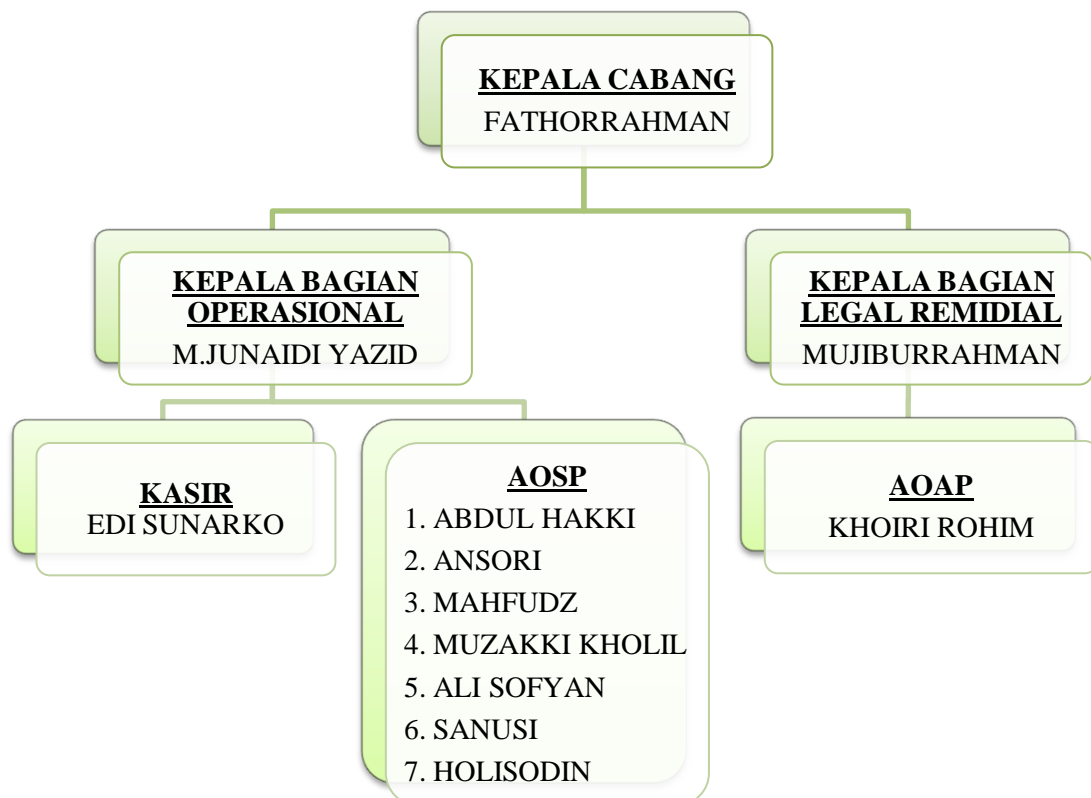 KEPALA CABANG
FATHORRAHMAN
KEPALA BAGIAN
OPERASIONAL
M.JUNAIDI YAZID
KEPALA BAGIAN
LEGAL REMIDIAL
MUJIBURRAHMAN
KASIR
EDI SUNARKO
AOSP
1. ABDUL HAKKI
2. ANSORI
3. MAHFUDZ
4. MUZAKKI KHOLIL
5. ALI SOFYAN
6. SANUSI
7. HOLISODIN
AOAP
KHOIRI ROHIM